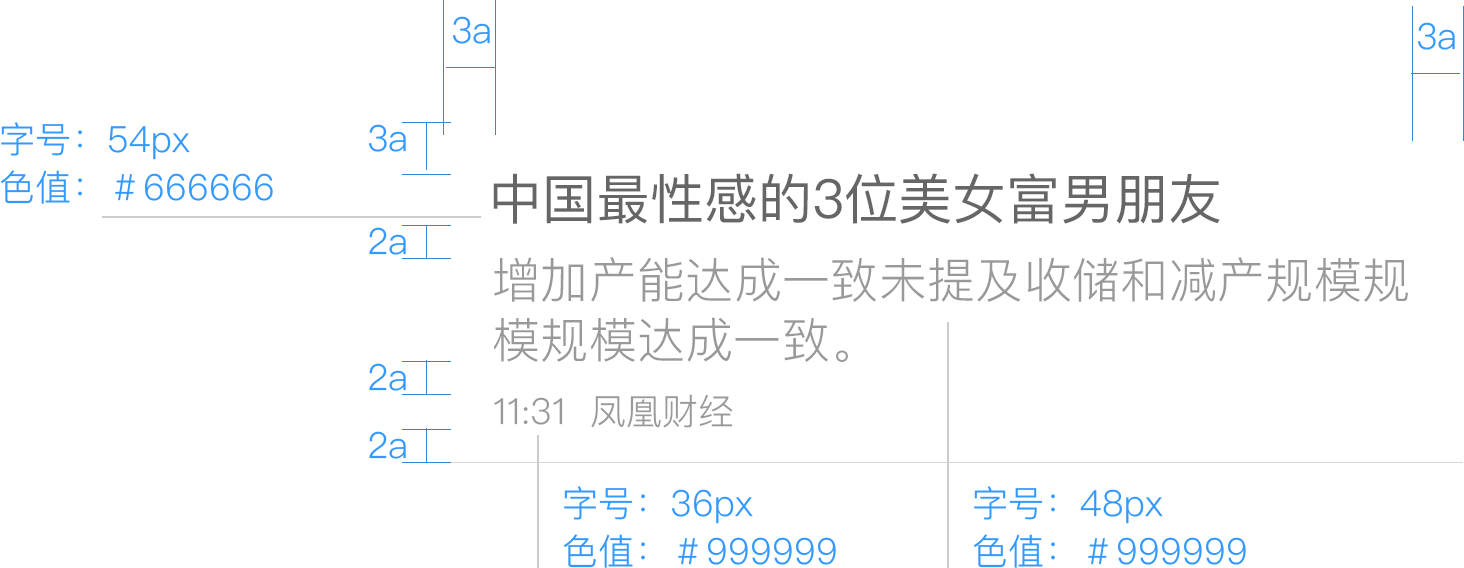 3a
3a
字号：54px
色值：#666666
3a
中国最性感的3位美女富男朋友
2a
增加产能达成一致未提及收储和减产规模规
模规模达成一致。
2a
11:31 凤凰财经
2a
字号：36px
色值：#999999
字号：48px
色值：#999999